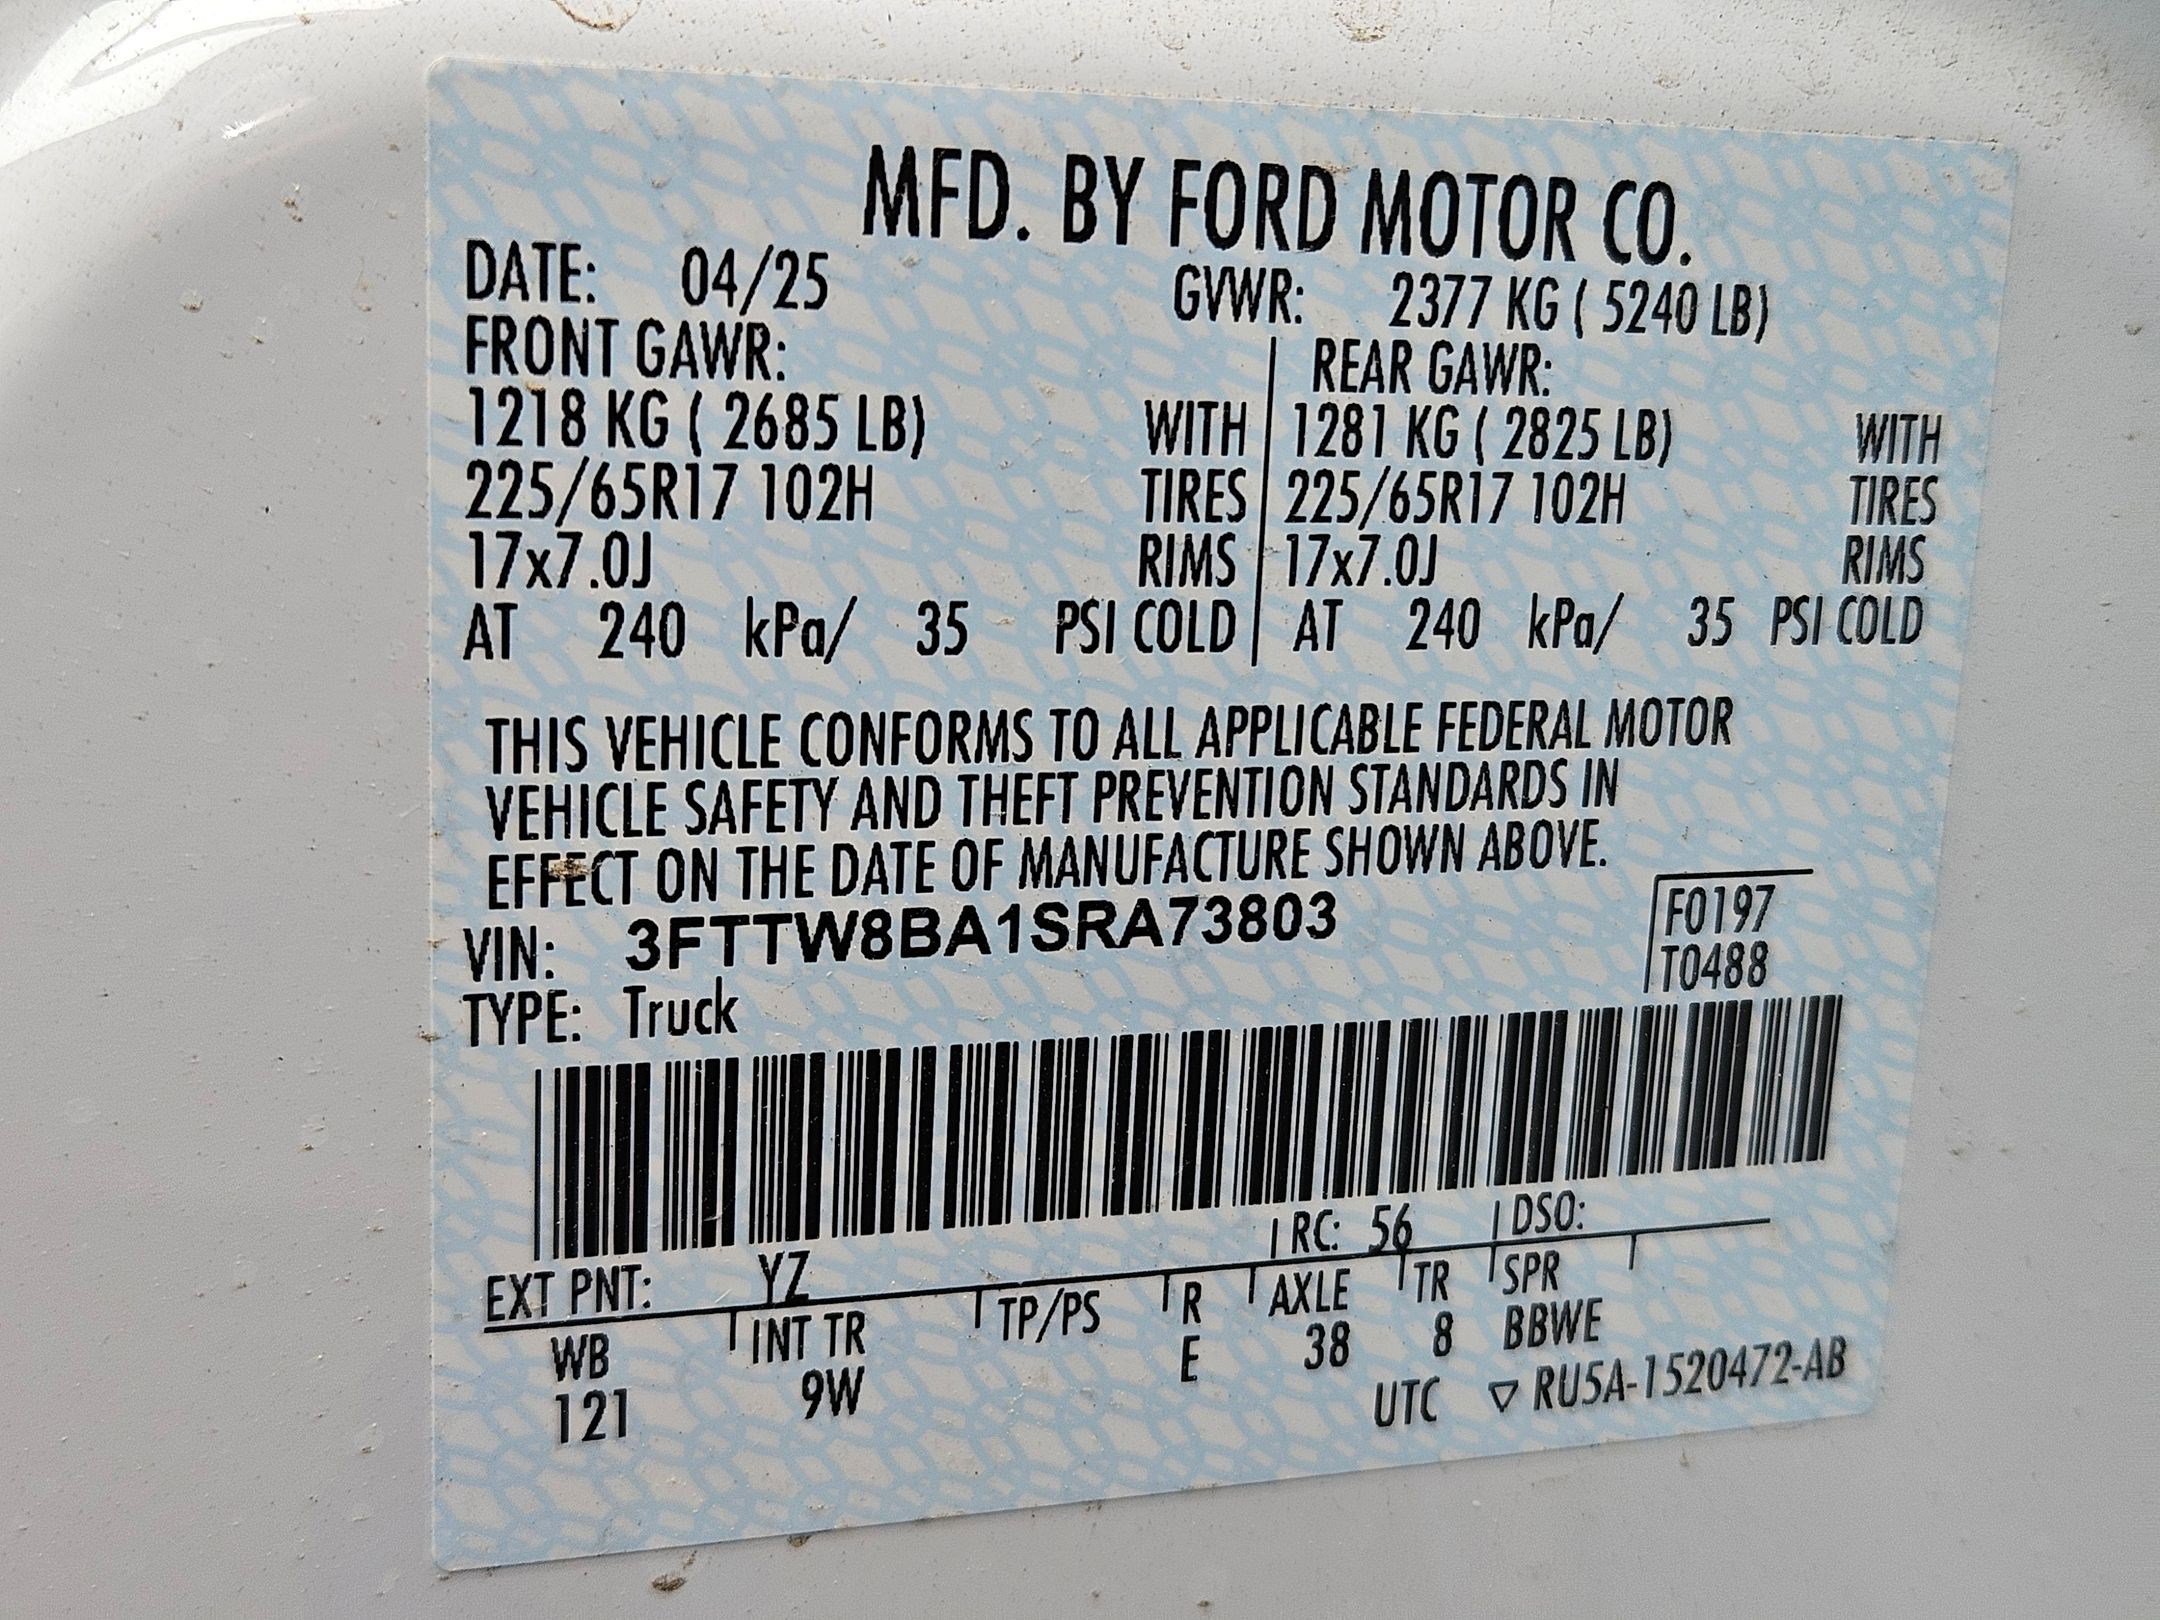 MFD. BY FORD MOTOR CO.
DATE: 04/25 GVWR: 2377 KG ( 5240 LB)
FRONT GAWR: REAR GAWR:
1218 KG ( 2685 LB) WITH 1281 KG ( 2825 LB) WITH
225/65R17 102H TIRES 225/65R17 102H TIRES
17x7.0J RIMS 17x7.0J RIMS
AT 240 kPa/ 35 PSI COLD AT 240 kPa/ 35 PSI COLD
THIS VEHICLE CONFORMS TO ALL APPLICABLE FEDERAL MOTOR
VEHICLE SAFETY AND THEFT PREVENTION STANDARDS IN
EFFECT ON THE DATE OF MANUFACTURE SHOWN ABOVE.
VIN: 3FTTW8BA1SRA73803 F0197
TYPE: Truck T0488
EXT PNT: YZ RC: 56 DSO:
WB INT TR TP/PS R AXLE TR SPR
121 9W E 38 8 BBWE
UTC ▽ RU5A-1520472-AB